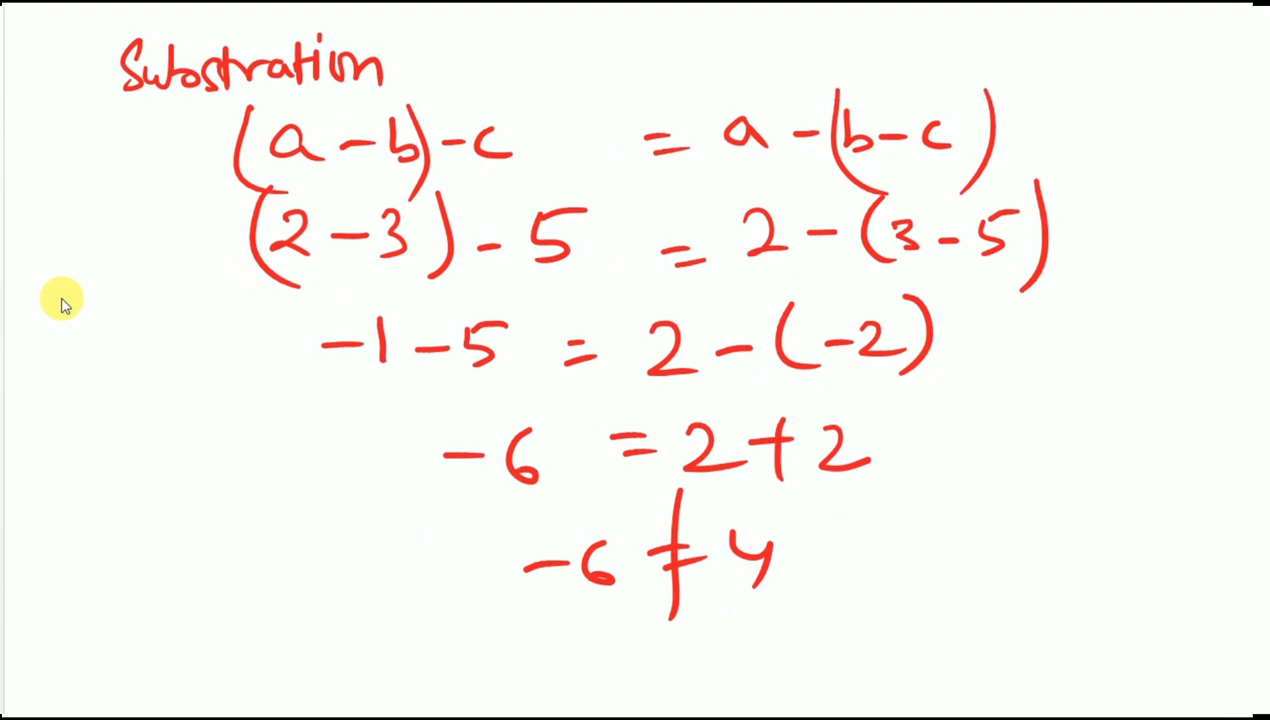 Substration
(a - b) - c = a - (b - c)
(2 - 3) - 5 = 2 - (3 - 5)
-1 - 5 = 2 - (-2)
-6 = 2 + 2
-6 ≠ 4